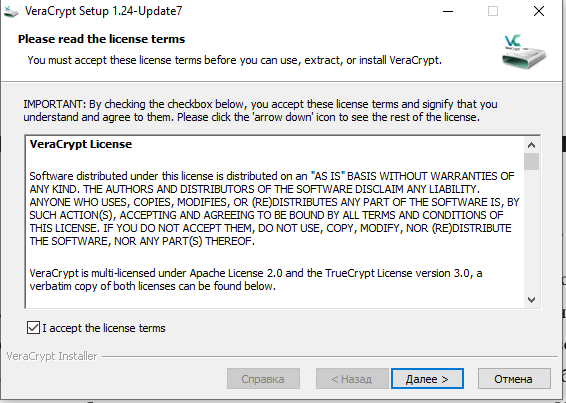 VeraCrypt Setup 1.24-Update7
Please read the license terms
You must accept these license terms before you can use, extract, or install VeraCrypt.
VC
IMPORTANT: By checking the checkbox below, you accept these license terms and signify that you
understand and agree to them. Please click the 'arrow down' icon to see the rest of the license.
VeraCrypt License
Software distributed under this license is distributed on an "AS IS" BASIS WITHOUT WARRANTIES OF
ANY KIND. THE AUTHORS AND DISTRIBUTORS OF THE SOFTWARE DISCLAIM ANY LIABILITY.
ANYONE WHO USES, COPIES, MODIFIES, OR (RE)DISTRIBUTES ANY PART OF THE SOFTWARE IS, BY
SUCH ACTION(S), ACCEPTING AND AGREEING TO BE BOUND BY ALL TERMS AND CONDITIONS OF
THIS LICENSE. IF YOU DO NOT ACCEPT THEM, DO NOT USE, COPY, MODIFY, NOR (RE)DISTRIBUTE
THE SOFTWARE, NOR ANY PART(S) THEREOF.
VeraCrypt is multi-licensed under Apache License 2.0 and the TrueCrypt License version 3.0, a
verbatim copy of both licenses can be found below.
I accept the license terms
VeraCrypt Installer
Справка
< Назад
Далее >
Отмена